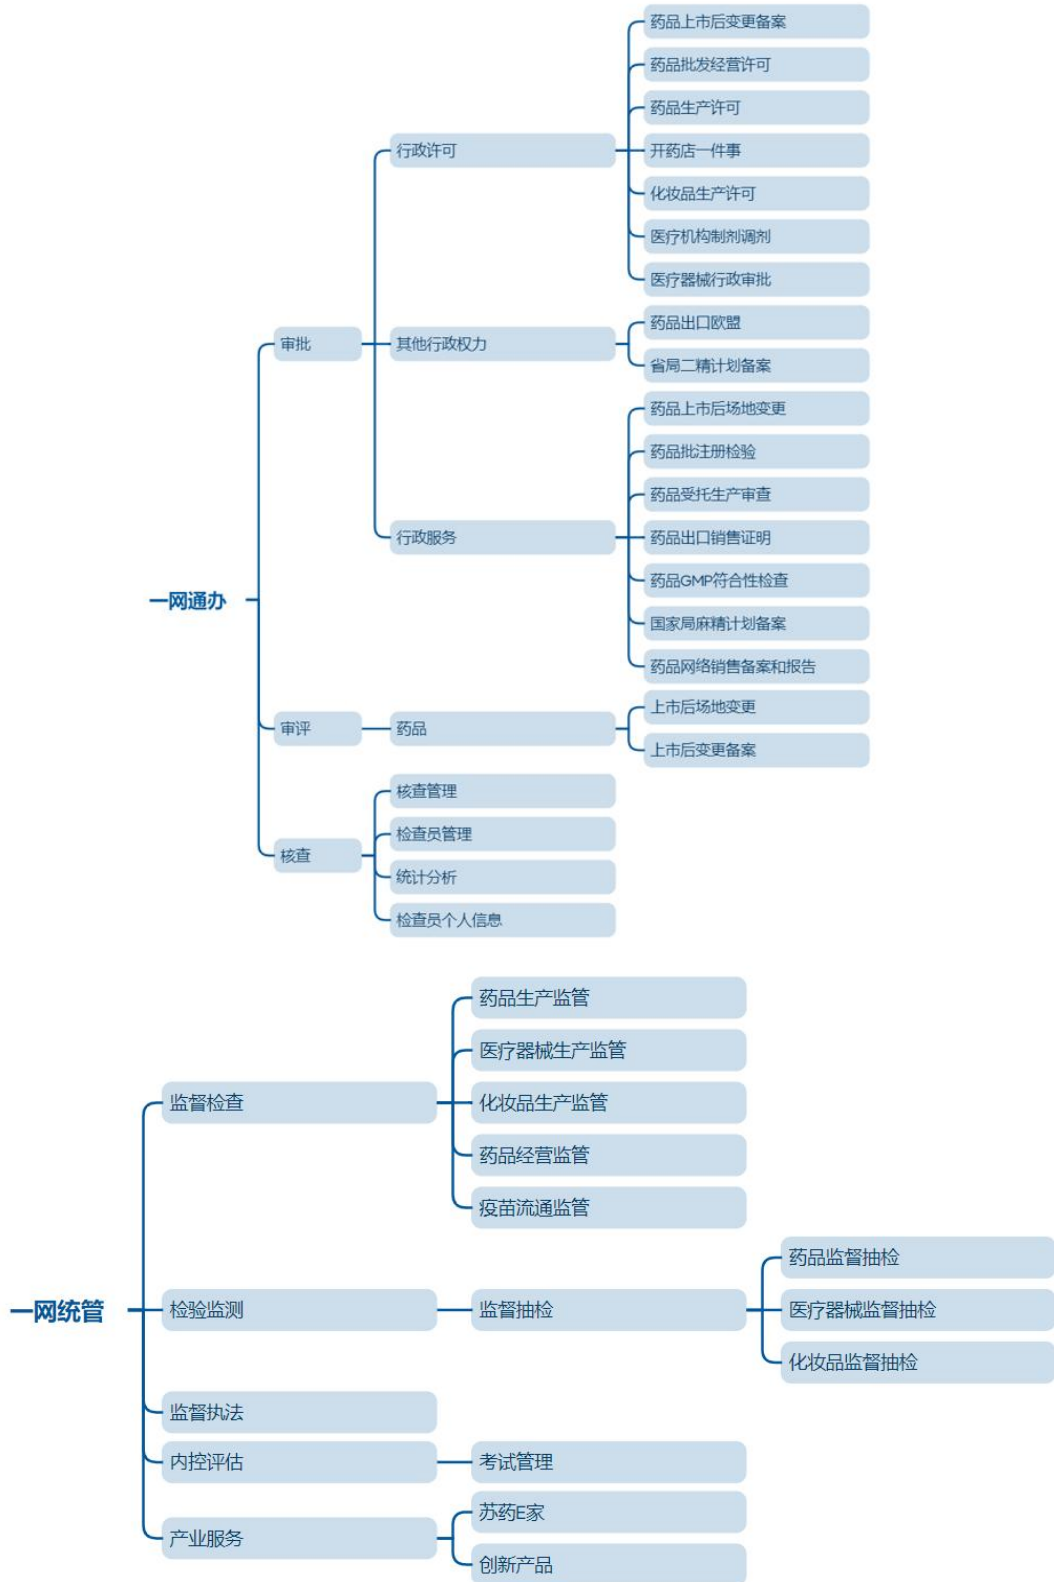 一网通办
审批
行政许可
药品上市后变更备案
药品批发经营许可
药品生产许可
开药店一件事
化妆品生产许可
医疗机构制剂调剂
医疗器械行政审批
其他行政权力
药品出口欧盟
省局二精计划备案
行政服务
药品上市后场地变更
药品批注册检验
药品受托生产审查
药品出口销售证明
药品GMP符合性检查
国家局麻精计划备案
药品网络销售备案和报告
审评
药品
上市后场地变更
上市后变更备案
核查
核查管理
检查员管理
统计分析
检查员个人信息
一网统管
监督检查
药品生产监管
医疗器械生产监管
化妆品生产监管
药品经营监管
疫苗流通监管
检验监测
监督抽检
药品监督抽检
医疗器械监督抽检
化妆品监督抽检
监督执法
内控评估
考试管理
产业服务
苏药E家
创新产品